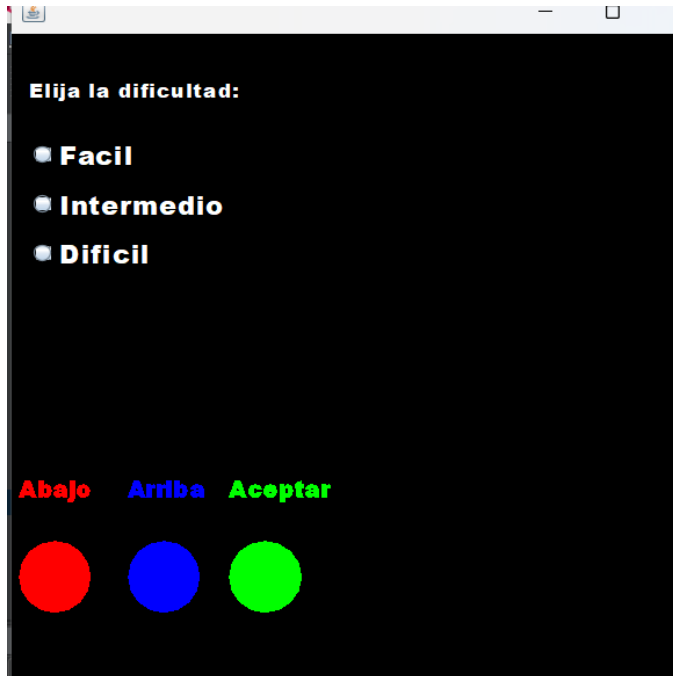 Elija la dificultad:
Facil
Intermedio
Dificil
Abajo Arriba Aceptar